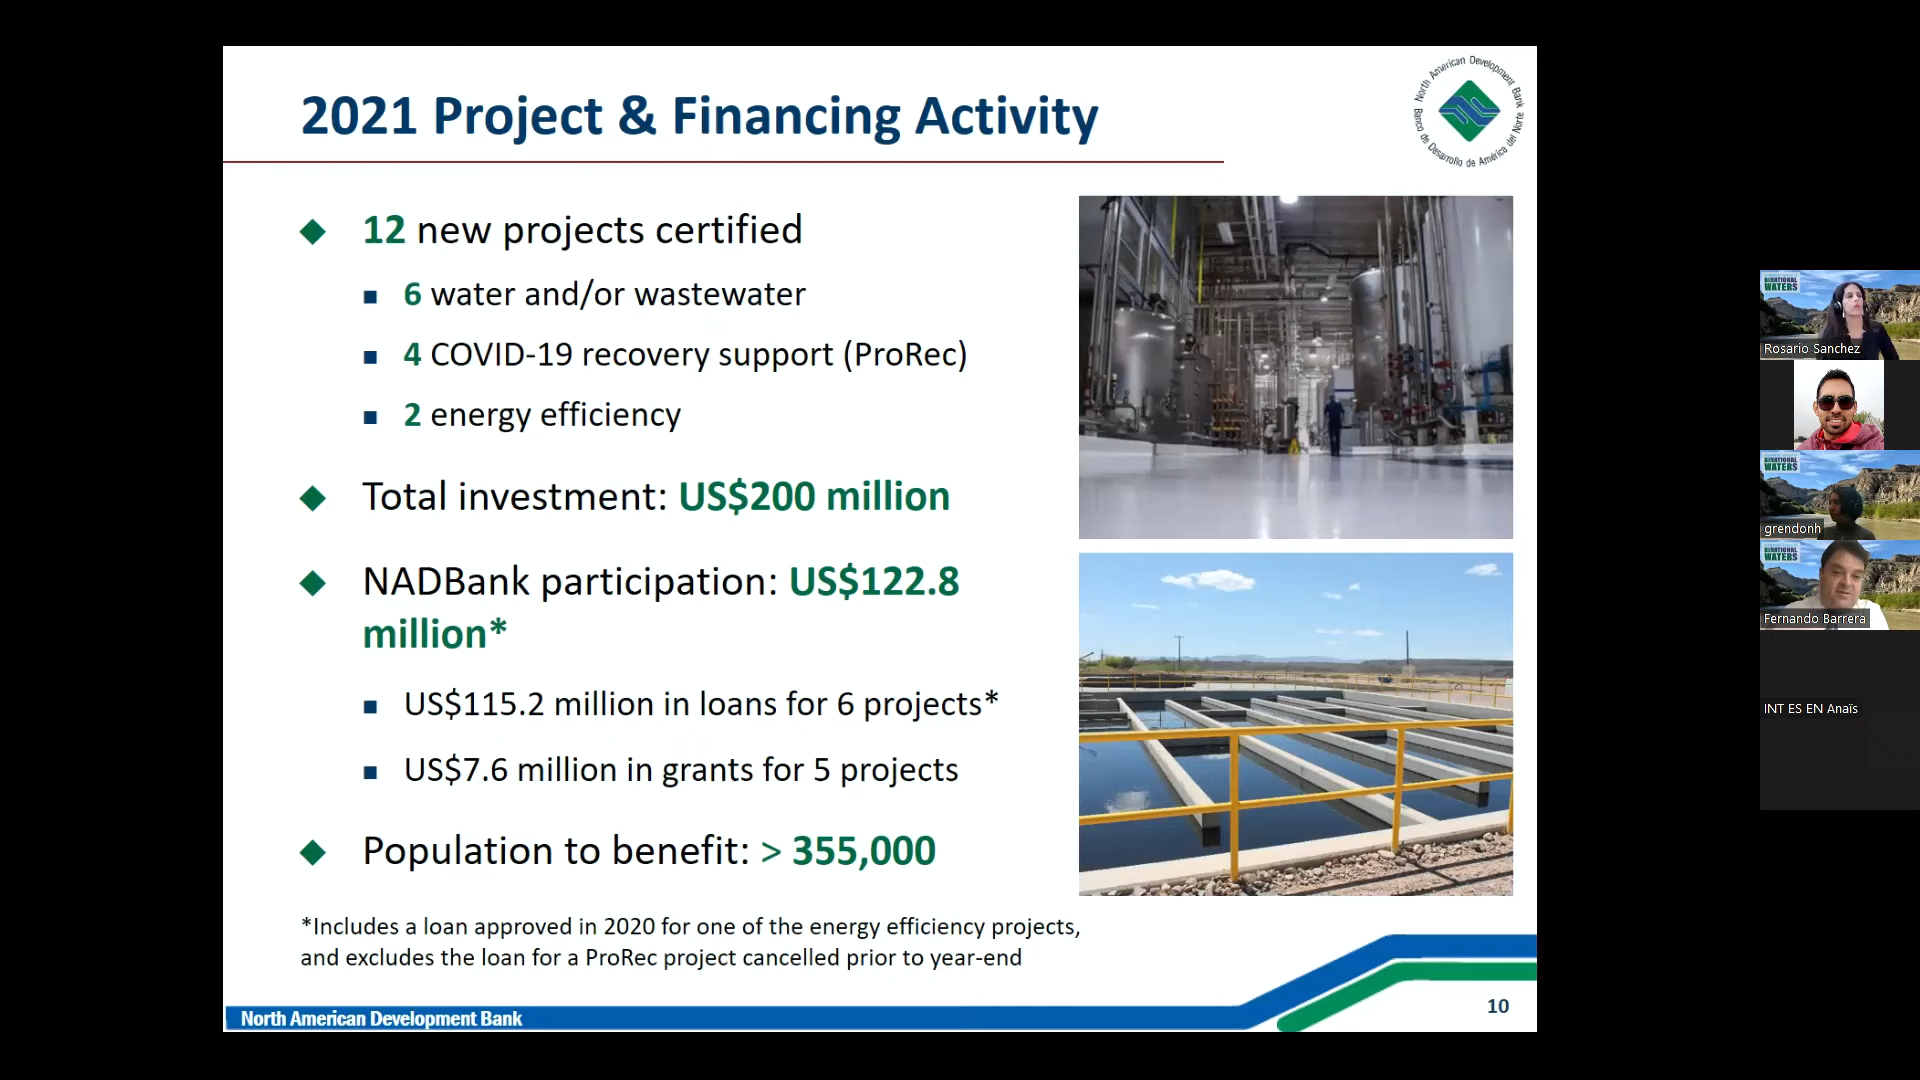 2021 Project & Financing Activity
North American Development Bank
Banco de Desarrollo de América del Norte
12 new projects certified
6 water and/or wastewater
4 COVID-19 recovery support (ProRec)
2 energy efficiency
Total investment: US$200 million
NADBank participation: US$122.8
million*
US$115.2 million in loans for 6 projects*
US$7.6 million in grants for 5 projects
Population to benefit: > 355,000
*Includes a loan approved in 2020 for one of the energy efficiency projects,
and excludes the loan for a ProRec project cancelled prior to year-end
North American Development Bank
10
BINATIONAL
WATERS
Rosario Sanchez
BINATIONAL
WATERS
grendonh
BINATIONAL
WATERS
Fernando Barrera
INT ES EN Anaïs